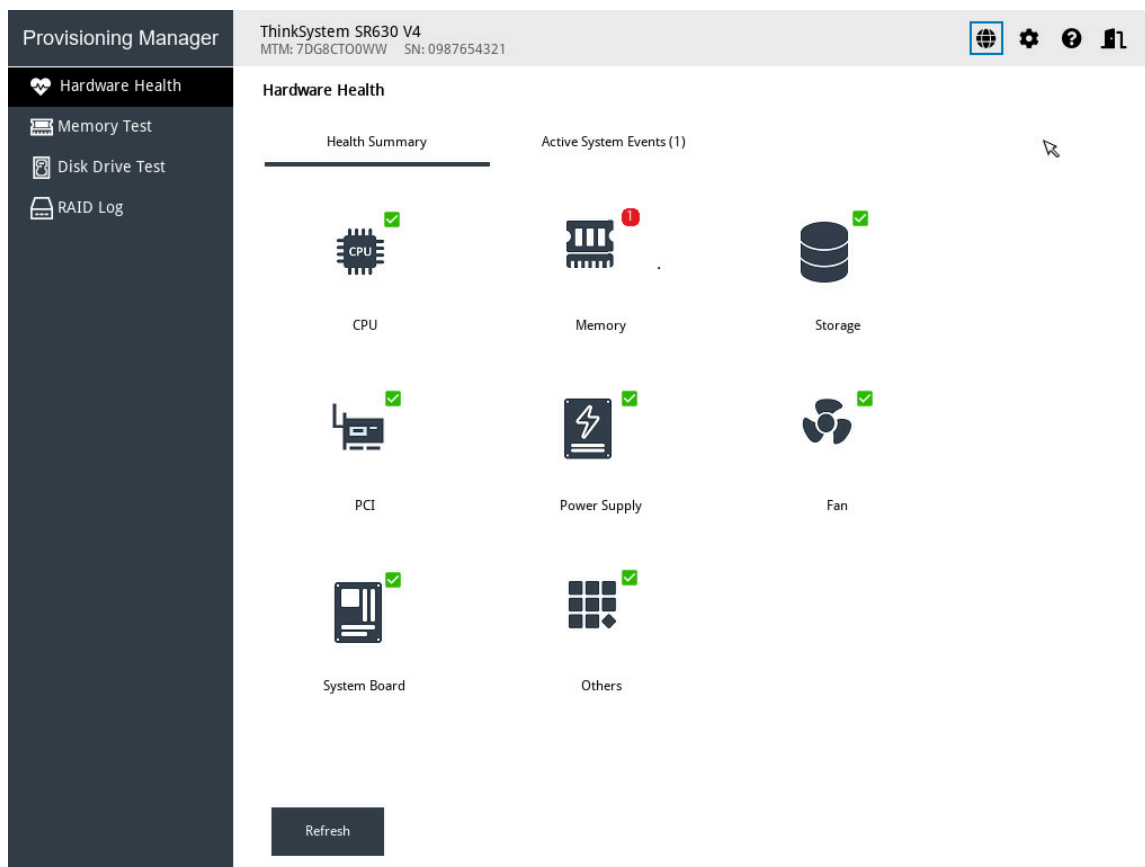 Provisioning Manager
ThinkSystem SR630 V4
MTM: 7DG8CTO0WW SN: 0987654321
Hardware Health
Memory Test
Disk Drive Test
RAID Log
Hardware Health
Health Summary Active System Events (1)
CPU
1
CPU Memory Storage
PCI Power Supply Fan
System Board Others
Refresh